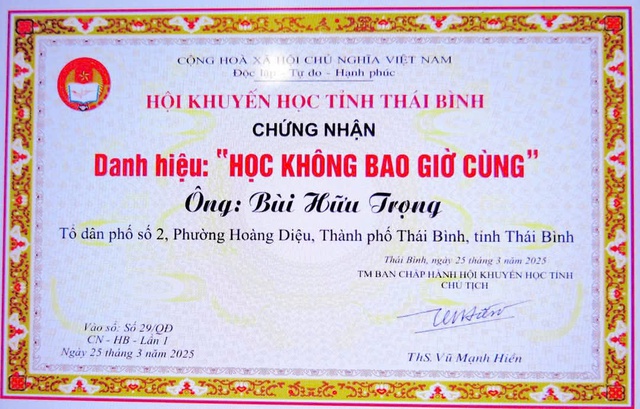 CỘNG HOÀ XÃ HỘI CHỦ NGHĨA VIỆT NAM
Độc lập - Tự do - Hạnh phúc
HỘI KHUYẾN HỌC TỈNH THÁI BÌNH
CHỨNG NHẬN
Danh hiệu: "HỌC KHÔNG BAO GIỜ CÙNG"
Ông: Bùi Hữu Trọng
Tổ dân phố số 2, Phường Hoàng Diệu, Thành phố Thái Bình, tỉnh Thái Bình
Thái Bình, ngày 25 tháng 3 năm 2025
TM BAN CHẤP HÀNH HỘI KHUYẾN HỌC TỈNH
CHỦ TỊCH
Vào sổ: Số 29/QĐ
CN - HB - Lần 1
Ngày 25 tháng 3 năm 2025
ThS. Vũ Mạnh Hiền